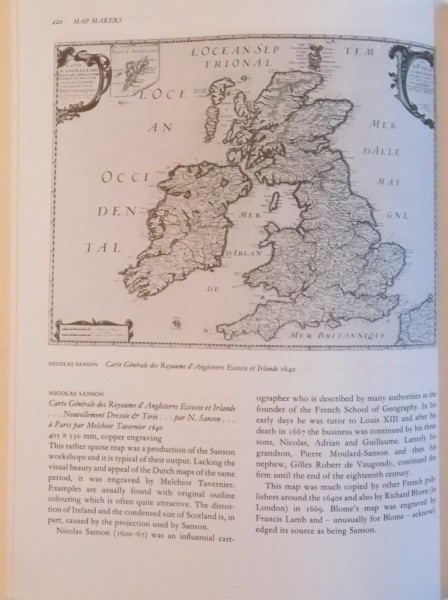 220 MAP MAKERS
LOCEAN SEP TEM
TRIONAL
LOCE
AN
MER
DALLE
MAI
GNE
OCCI
DEN
TAL
MER
DIRLAN
DE
MER BRITANNIQUE
NICOLAS SANSON Carte Générale des Royaumes d'Angleterre Escosse et Irlande 1640
NICOLAS SANSON
Carte Générale des Royaumes d'Angleterre Escosse et Irlande
. . . Nouvellement Dressée & Tirée . . . par N. Sanson . . .
à Paris par Melchior Tavernier 1640
405 × 530 mm, copper engraving
This rather sparse map was a production of the Sanson
workshops and it is typical of their output. Lacking the
visual beauty and appeal of the Dutch maps of the same
period, it was engraved by Melchior Tavernier.
Examples are usually found with original outline
colouring which is often quite attractive. The distor-
tion of Ireland and the condensed size of Scotland is, in
part, caused by the projection used by Sanson.
Nicolas Sanson (1600–67) was an influential cart-
ographer who is described by many authorities as the
founder of the French School of Geography. In his
early days he was tutor to Louis XIII and after his
death in 1667 the business was continued by his three
sons, Nicolas, Adrian and Guillaume. Latterly his
grandson, Pierre Moulard-Sanson and then his
nephew, Gilles Robert de Vaugondy, continued the
firm until the end of the eighteenth century.
This map was much copied by other French pub-
lishers around the 1640s and also by Richard Blome (in
London) in 1669. Blome's map was engraved by
Francis Lamb and – unusually for Blome – acknow-
edged its source as being Sanson.